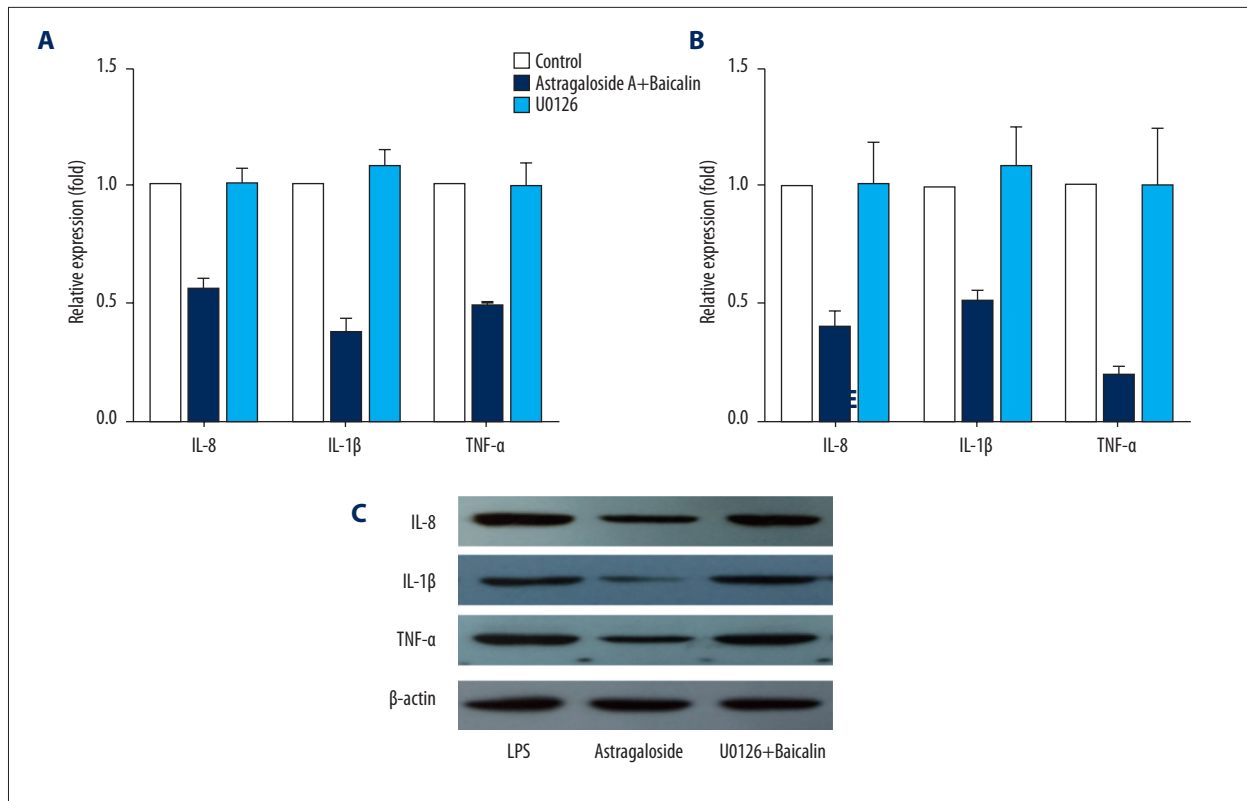 A
1.5
1.0
0.5
0.0
Relative expression (fold)
IL-8
IL-1β
TNF-α
Control
Astragaloside A+Baicalin
U0126
B
1.5
1.0
0.5
0.0
Relative expression (fold)
E
IL-8
IL-1β
TNF-α
C
IL-8
IL-1β
TNF-α
β-actin
LPS
Astragaloside
U0126+Baicalin